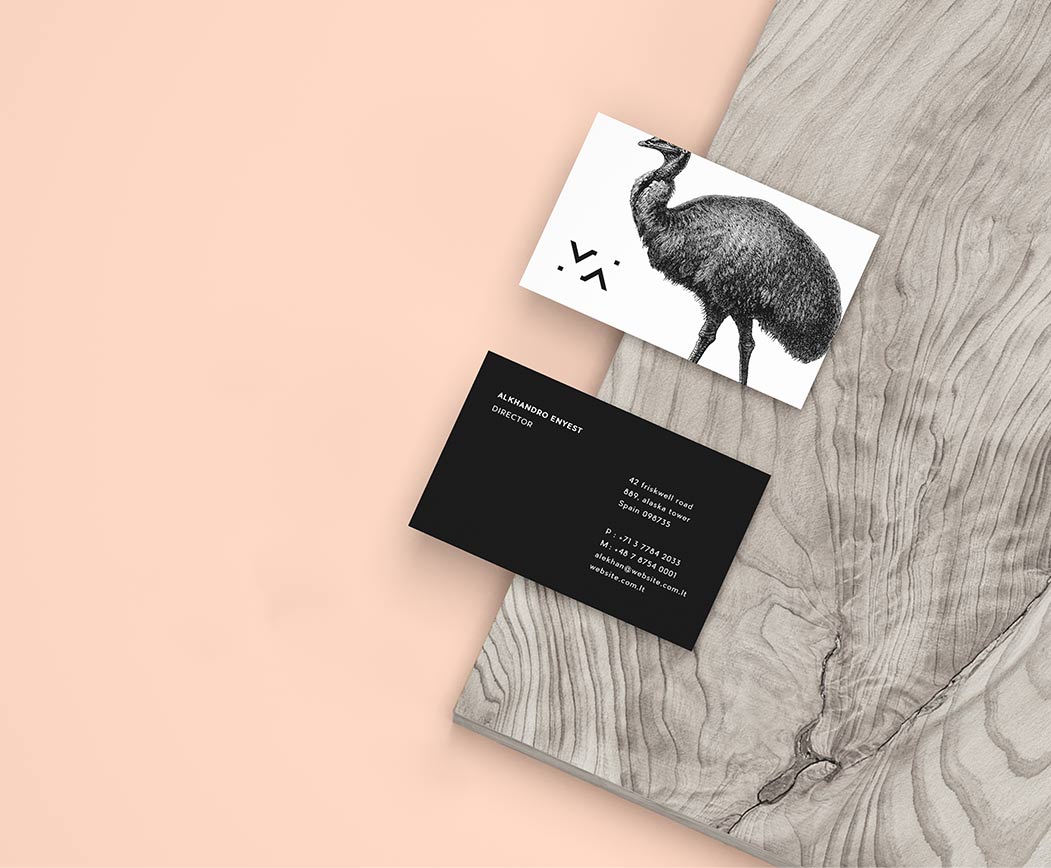 ALKHANDRO ENYEST
DIRECTOR
42 friskwell road
889, alaska tower
Spain 098735
P : +71 3 7784 2033
M : +48 7 8754 0001
alekhan@website.com.lt
website.com.lt